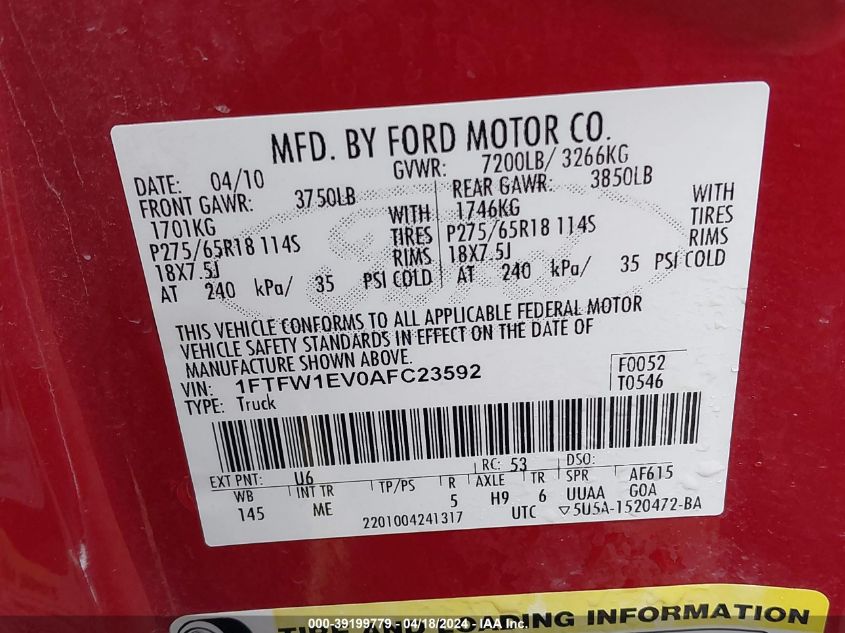 MFD. BY FORD MOTOR CO.
DATE: 04/10 GVWR: 7200LB/ 3266KG
FRONT GAWR: 3750LB REAR GAWR: 3850LB
1701KG WITH 1746KG WITH
P275/65R18 114S TIRES P275/65R18 114S TIRES
18X7.5J RIMS 18X7.5J RIMS
AT 240 kPa/ 35 PSI COLD AT 240 kPa/ 35 PSI COLD
THIS VEHICLE CONFORMS TO ALL APPLICABLE FEDERAL MOTOR
VEHICLE SAFETY STANDARDS IN EFFECT ON THE DATE OF
MANUFACTURE SHOWN ABOVE.
VIN: 1FTFW1EV0AFC23592 F0052
TYPE: Truck T0546
EXT PNT: U6 RC: 53 DSO:
WB INT TR TP/PS R AXLE TR SPR AF615
145 ME 5 H9 6 UUAA GOA
2201004241317 UTC ▽5U5A-1520472-BA
TIRE AND LOADING INFORMATION
000-39199779 - 04/18/2024 - IAA Inc.